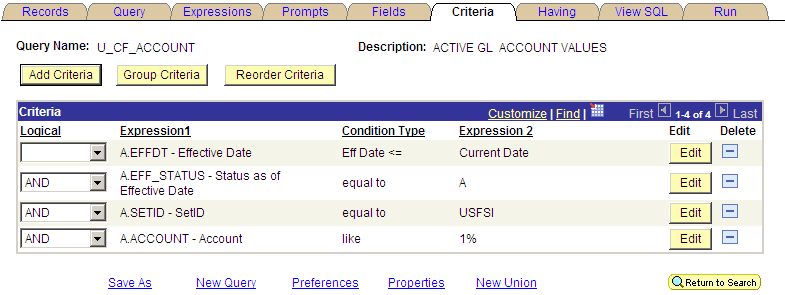 Records Query Expressions Prompts Fields Criteria Having View SQL Run
Query Name: U_CF_ACCOUNT Description: ACTIVE GL ACCOUNT VALUES
Add Criteria Group Criteria Reorder Criteria
Criteria Customize | Find | First 1-4 of 4 Last
Logical Expression1 Condition Type Expression 2 Edit Delete
A.EFFDT - Effective Date Eff Date <= Current Date Edit
AND A.EFF_STATUS - Status as of Effective Date equal to A Edit
AND A.SETID - SetID equal to USFSI Edit
AND A.ACCOUNT - Account like 1% Edit
Save As New Query Preferences Properties New Union Return to Search